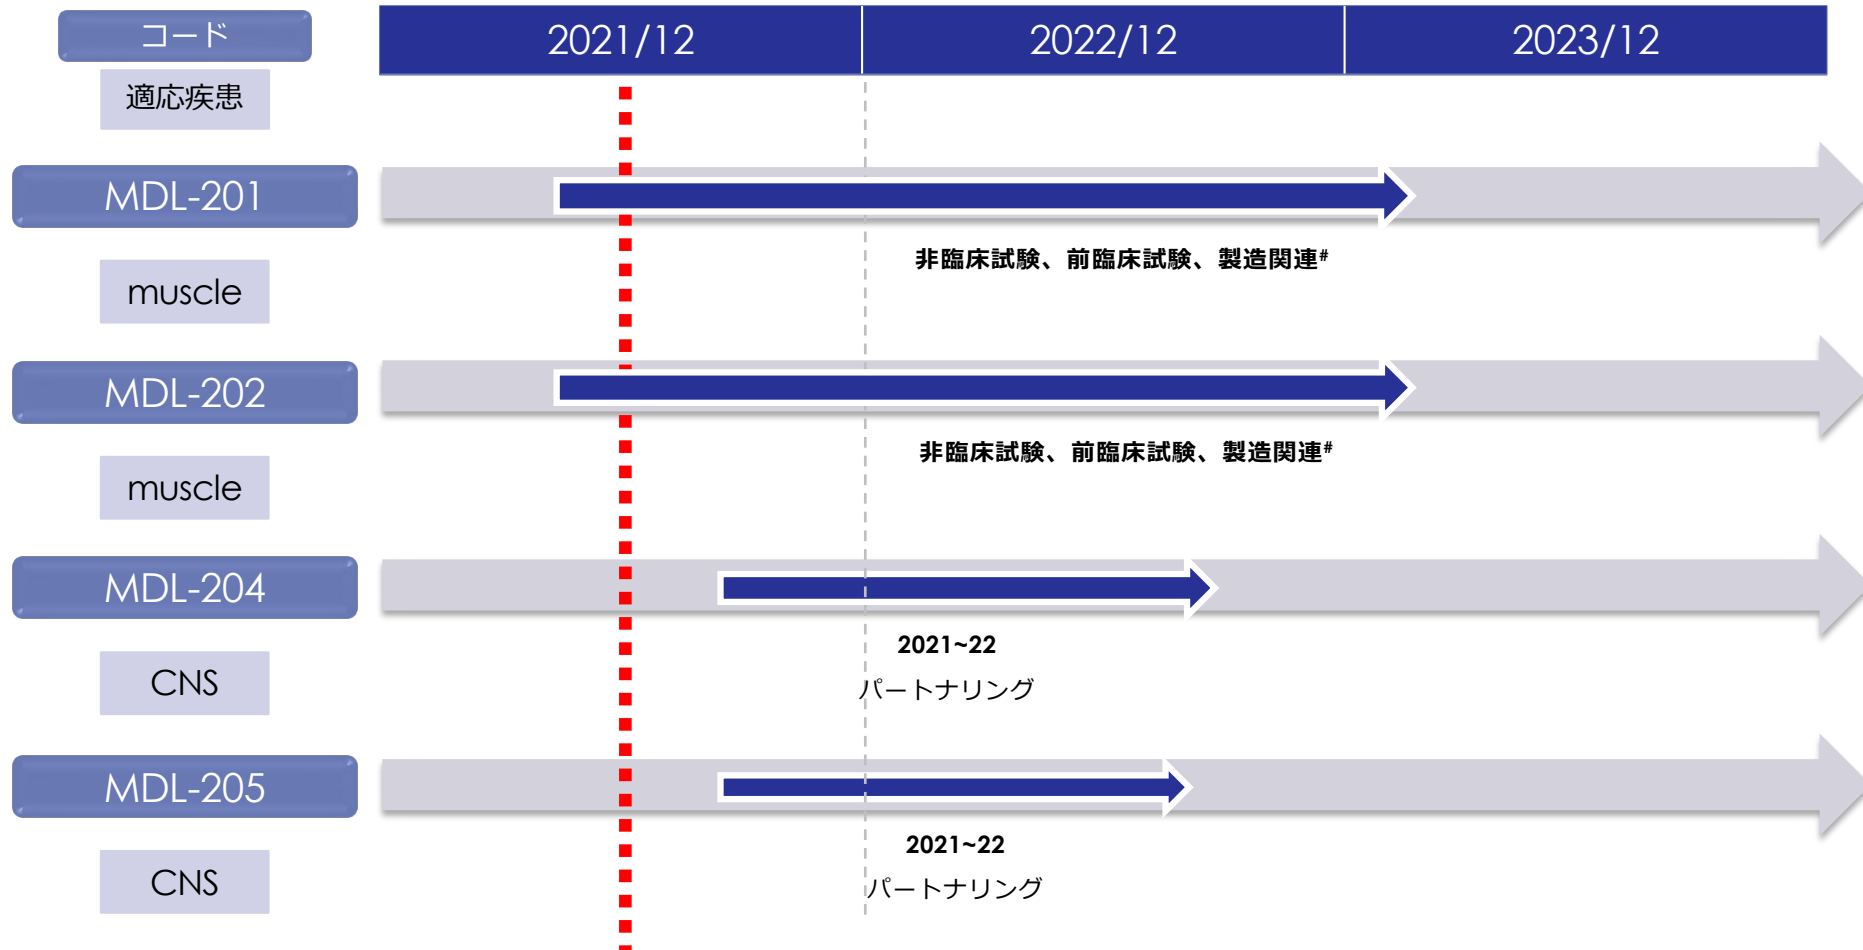 コード
2021/12
2022/12
2023/12
適応疾患
MDL-201
非臨床試験、前臨床試験、製造関連#
muscle
MDL-202
非臨床試験、前臨床試験、製造関連#
muscle
MDL-204
2021~22
パートナリング
CNS
MDL-205
2021~22
パートナリング
CNS